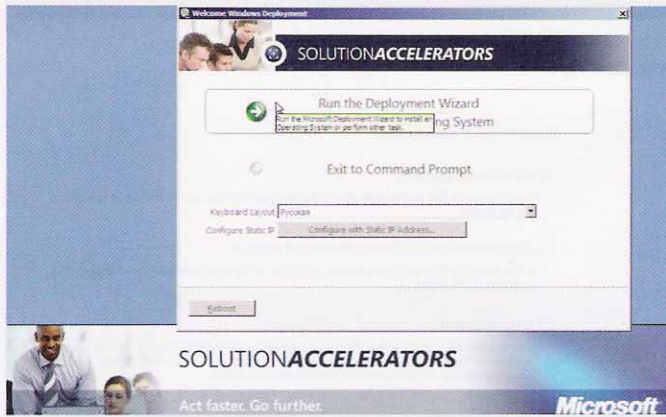 Welcome Windows Deployment
SOLUTIONACCELERATORS
Run the Deployment Wizard
ng System
Run the Microsoft Deployment Wizard to install an
Operating System or perform other task.
Exit to Command Prompt
Keyboard Layout Русская
Configure Static IP Configure with Static IP Address...
Reboot
SOLUTIONACCELERATORS
Act faster. Go further.
Microsoft